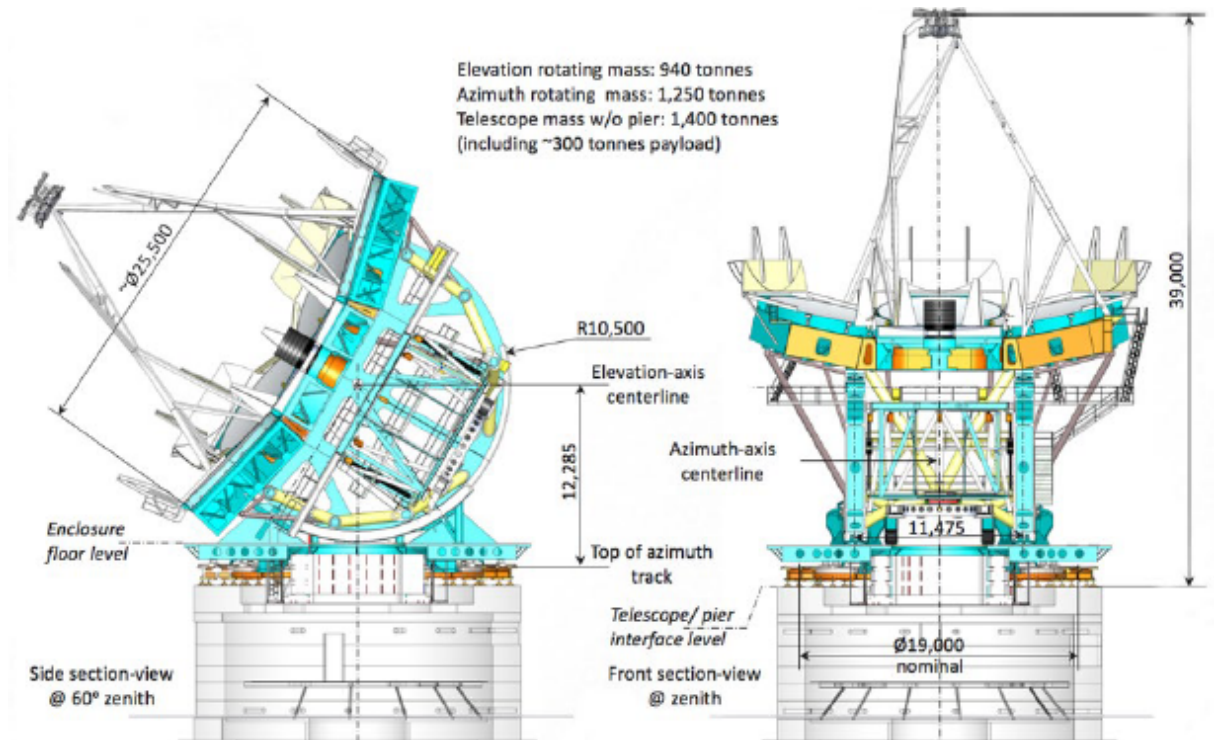 Elevation rotating mass: 940 tonnes
Azimuth rotating mass: 1,250 tonnes
Telescope mass w/o pier: 1,400 tonnes
(including ~300 tonnes payload)
~Ø25,500
39,000
R10,500
Elevation-axis
centerline
12,285
Azimuth-axis
centerline
11,475
Enclosure
floor level
Top of azimuth
track
Telescope/ pier
interface level
Ø19,000
nominal
Side section-view
@ 60° zenith
Front section-view
@ zenith